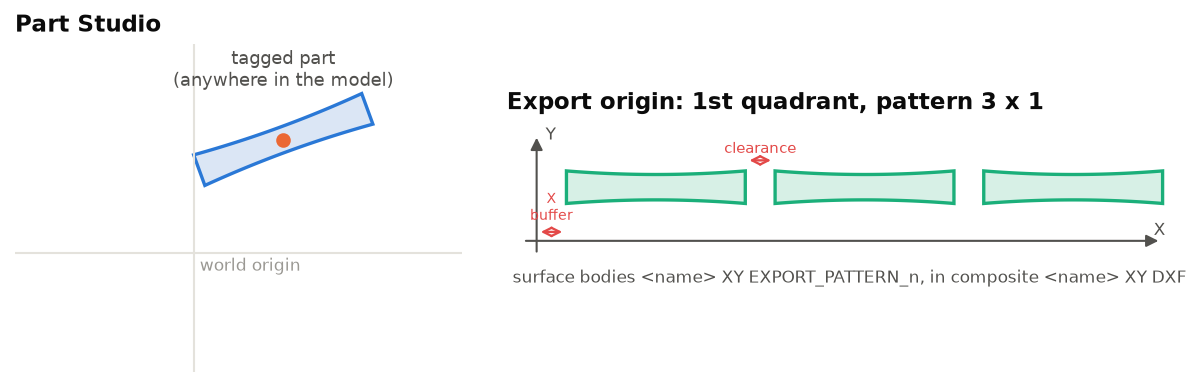 Part Studio
tagged part
(anywhere in the model)
world origin
Export origin: 1st quadrant, pattern 3 x 1
Y
clearance
X
buffer
X
surface bodies <name> XY EXPORT_PATTERN_n, in composite <name> XY DXF